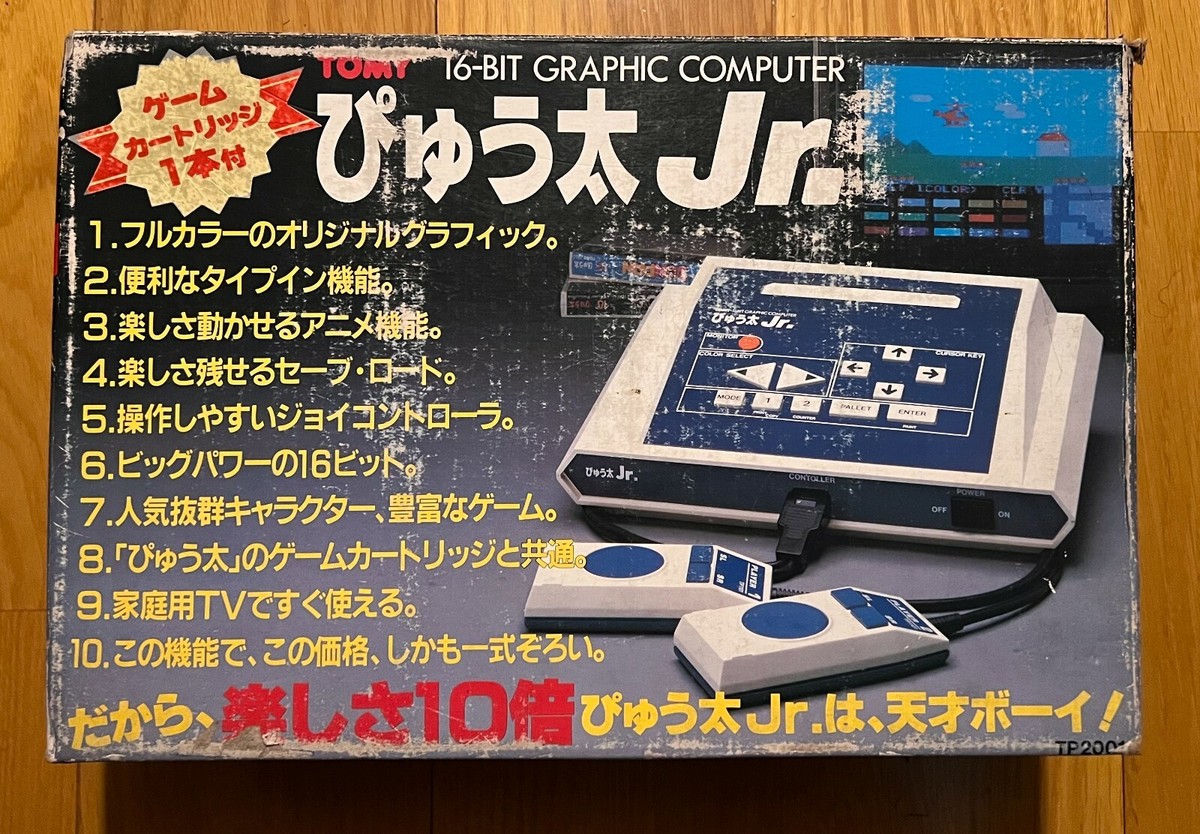 ゲーム
カートリッジ
1本付
TOMY 16-BIT GRAPHIC COMPUTER
ぴゅう太 Jr.
1.フルカラーのオリジナルグラフィック。
2.便利なタイプイン機能。
3.楽しさ動かせるアニメ機能。
4.楽しさ残せるセーブ・ロード。
5.操作しやすいジョイコントローラ。
6.ビッグパワーの16ビット。
7.人気抜群キャラクター、豊富なゲーム。
8.「ぴゅう太」のゲームカートリッジと共通。
9.家庭用TVですぐ使える。
10.この機能で、この価格、しかも一式ぞろい。
だから、楽しさ10倍 ぴゅう太Jr.は、天才ボーイ!
ぴゅう太 Jr.
MONITOR
COLOR SELECT
CURSOR KEY
MODE 1 2 PALLET ENTER
COPY COUNTER PAINT
ぴゅう太 Jr.
CONTOLLER
POWER
OFF ON
PLAYER 1
SL SR